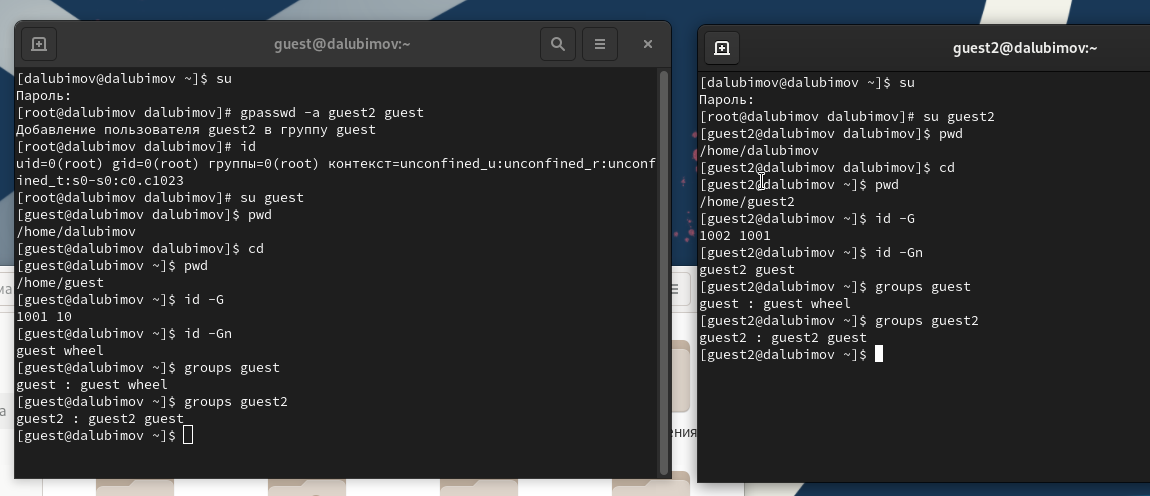 guest@dalubimov:~
[dalubimov@dalubimov ~]$ su
Пароль:
[root@dalubimov dalubimov]# gpasswd -a guest2 guest
Добавление пользователя guest2 в группу guest
[root@dalubimov dalubimov]# id
uid=0(root) gid=0(root) группы=0(root) контекст=unconfined_u:unconfined_r:unconf
ined_t:s0-s0:c0.c1023
[root@dalubimov dalubimov]# su guest
[guest@dalubimov dalubimov]$ pwd
/home/dalubimov
[guest@dalubimov dalubimov]$ cd
[guest@dalubimov ~]$ pwd
/home/guest
[guest@dalubimov ~]$ id -G
1001 10
[guest@dalubimov ~]$ id -Gn
guest wheel
[guest@dalubimov ~]$ groups guest
guest : guest wheel
[guest@dalubimov ~]$ groups guest2
guest2 : guest2 guest
[guest@dalubimov ~]$
guest2@dalubimov:~
[dalubimov@dalubimov ~]$ su
Пароль:
[root@dalubimov dalubimov]# su guest2
[guest2@dalubimov dalubimov]$ pwd
/home/dalubimov
[guest2@dalubimov dalubimov]$ cd
[guest2@dalubimov ~]$ pwd
/home/guest2
[guest2@dalubimov ~]$ id -G
1002 1001
[guest2@dalubimov ~]$ id -Gn
guest2 guest
[guest2@dalubimov ~]$ groups guest
guest : guest wheel
[guest2@dalubimov ~]$ groups guest2
guest2 : guest2 guest
[guest2@dalubimov ~]$